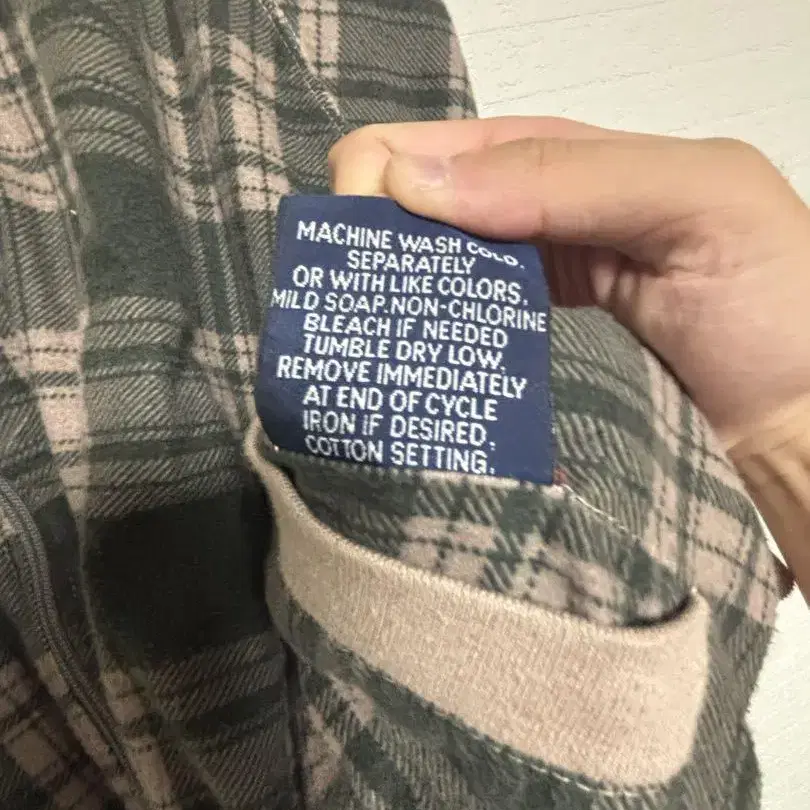 MACHINE WASH COLD.
SEPARATELY
OR WITH LIKE COLORS.
MILD SOAP.NON-CHLORINE
BLEACH IF NEEDED
TUMBLE DRY LOW.
REMOVE IMMEDIATELY
AT END OF CYCLE
IRON IF DESIRED.
COTTON SETTING.